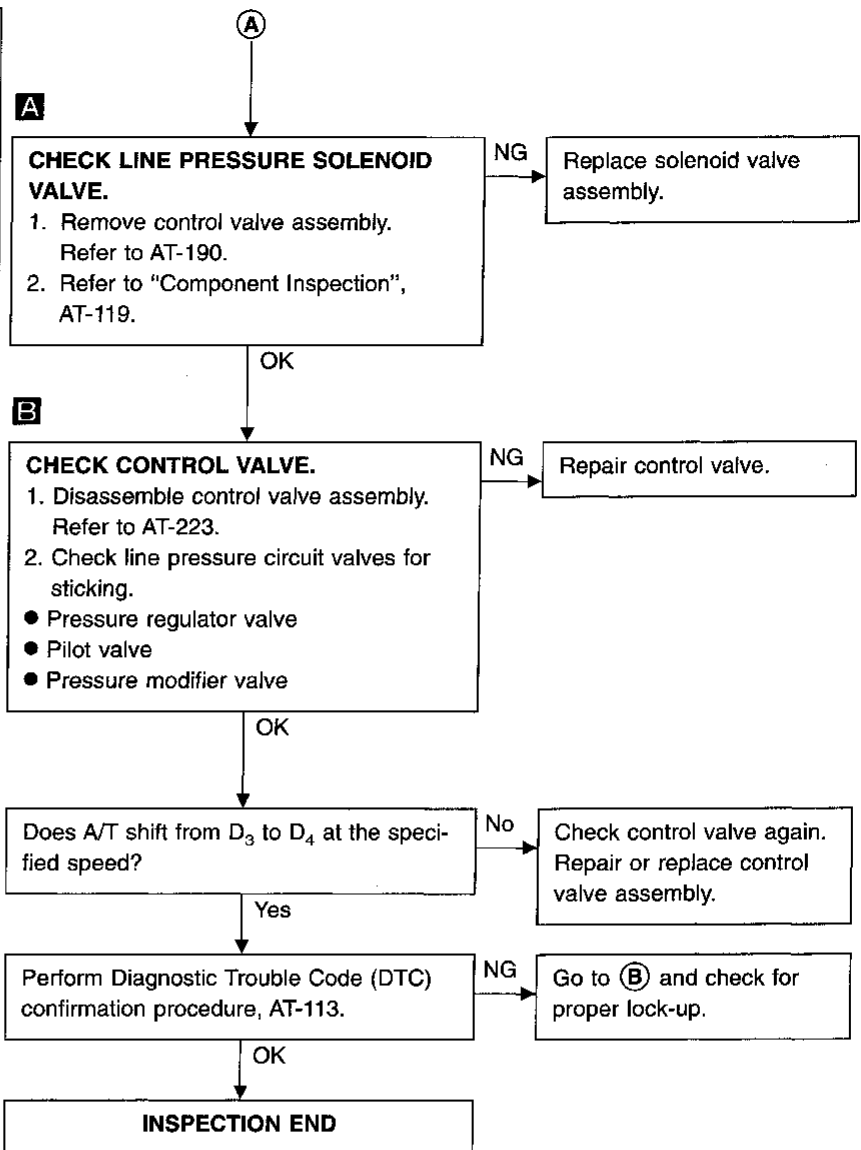 A
A
CHECK LINE PRESSURE SOLENOID
VALVE.
1. Remove control valve assembly.
Refer to AT-190.
2. Refer to "Component Inspection",
AT-119.
NG
Replace solenoid valve
assembly.
OK
B
CHECK CONTROL VALVE.
1. Disassemble control valve assembly.
Refer to AT-223.
2. Check line pressure circuit valves for
sticking.
● Pressure regulator valve
● Pilot valve
● Pressure modifier valve
NG
Repair control valve.
OK
Does A/T shift from D₃ to D₄ at the speci-
fied speed?
No
Check control valve again.
Repair or replace control
valve assembly.
Yes
Perform Diagnostic Trouble Code (DTC)
confirmation procedure, AT-113.
NG
Go to B and check for
proper lock-up.
OK
INSPECTION END